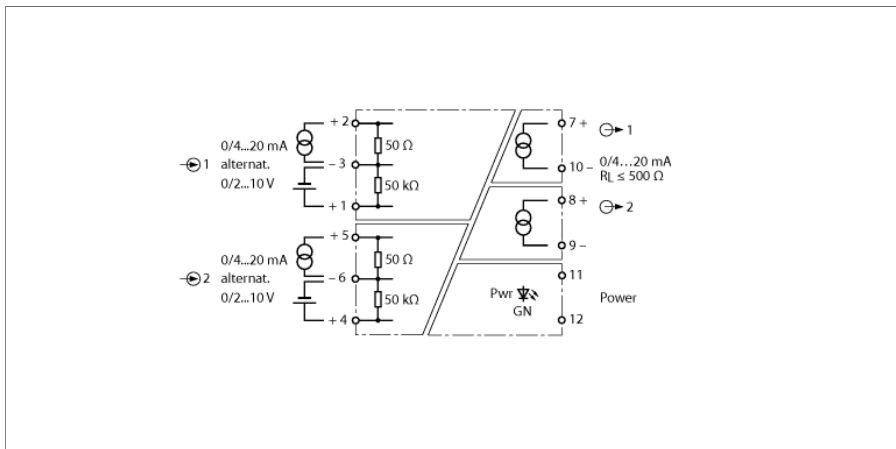 + 2
0/4...20 mA
50 Ω
1
alternat.
– 3
0/2...10 V
50 kΩ
+ 1
+ 5
0/4...20 mA
50 Ω
2
alternat.
– 6
0/2...10 V
50 kΩ
+ 4
7 +
1
10 –
0/4...20 mA
RL ≤ 500 Ω
8 +
2
9 –
11
Pwr
GN
Power
12